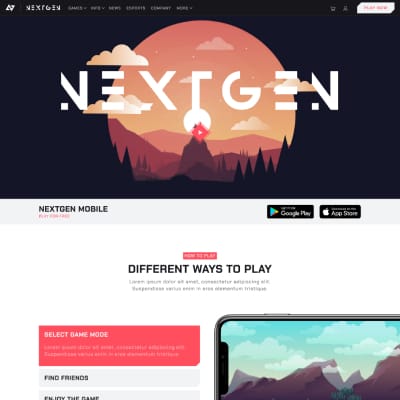 NEXTGEN GAMES INFO NEWS ESPORTS COMPANY MORE PLAY NOW
NEXTGEN
NEXTGEN MOBILE
PLAY FOR FREE
GET IT ON
Google Play
Download on the
App Store
HOW TO PLAY
DIFFERENT WAYS TO PLAY
Lorem ipsum dolor sit amet, consectetur adipiscing elit.
Suspendisse varius enim in eros elementum tristique
SELECT GAME MODE
Lorem ipsum dolor sit amet, consectetur adipiscing elit.
Suspendisse varius enim in eros elementum tristique
FIND FRIENDS
ENJOY THE GAME